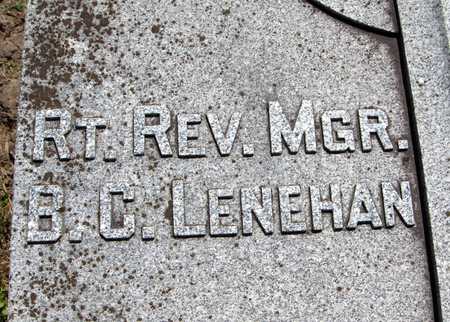 RT. REV. MGR.
B. C. LENEHAN